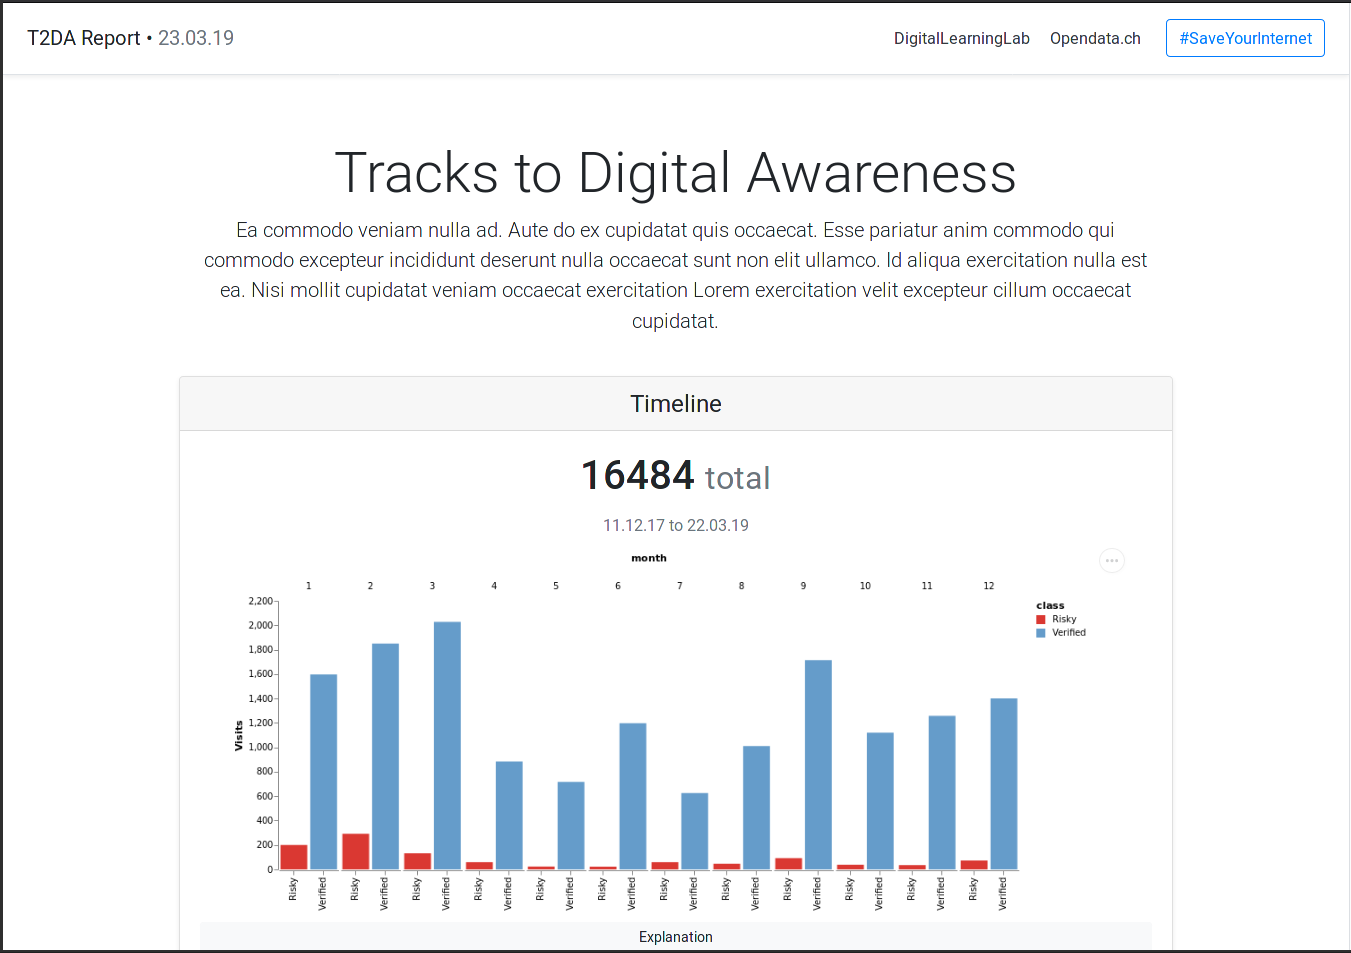 T2DA Report • 23.03.19
DigitalLearningLab
Opendata.ch
#SaveYourInternet
Tracks to Digital Awareness
Ea commodo veniam nulla ad. Aute do ex cupidatat quis occaecat. Esse pariatur anim commodo qui
commodo excepteur incididunt deserunt nulla occaecat sunt non elit ullamco. Id aliqua exercitation nulla est
ea. Nisi mollit cupidatat veniam occaecat exercitation Lorem exercitation velit excepteur cillum occaecat
cupidatat.
Timeline
16484 total
11.12.17 to 22.03.19
month
1 2 3 4 5 6 7 8 9 10 11 12
2,200
2,000
1,800
1,600
1,400
1,200
1,000
800
600
400
200
0
Visits
class
Risky
Verified
Risky Verified Risky Verified Risky Verified Risky Verified Risky Verified Risky Verified Risky Verified Risky Verified Risky Verified Risky Verified Risky Verified Risky Verified
Explanation